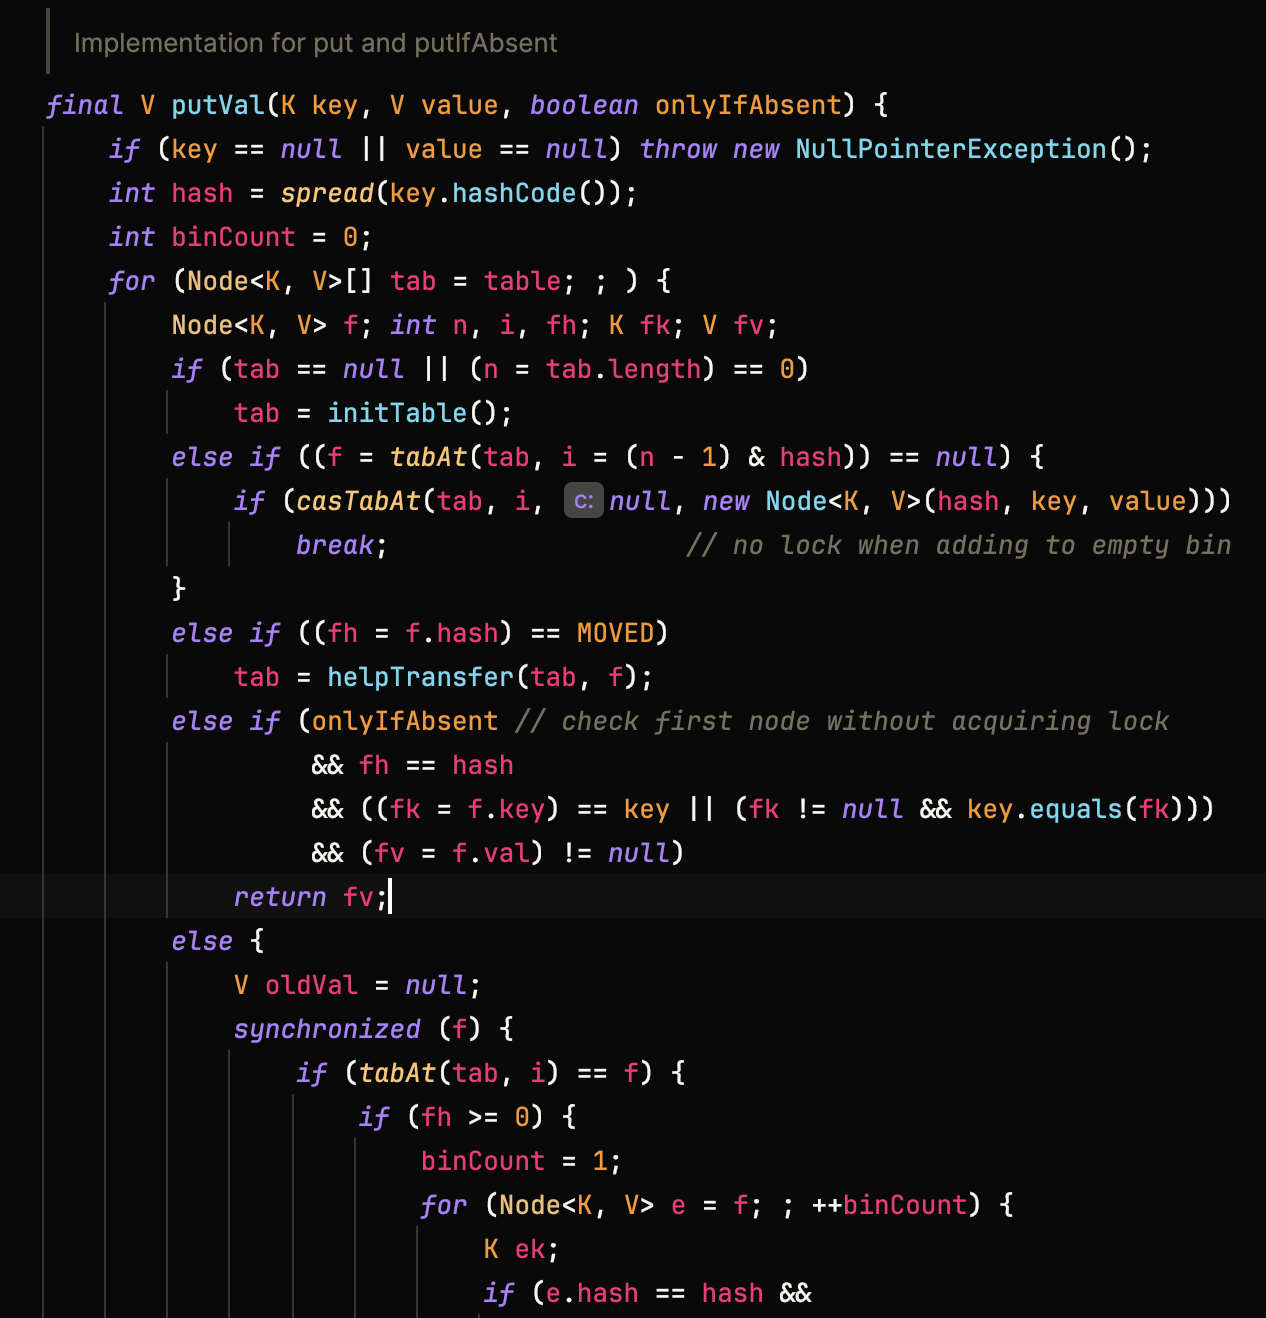 Implementation for put and putIfAbsent
final V putVal(K key, V value, boolean onlyIfAbsent) {
if (key == null || value == null) throw new NullPointerException();
int hash = spread(key.hashCode());
int binCount = 0;
for (Node<K, V>[] tab = table; ; ) {
Node<K, V> f; int n, i, fh; K fk; V fv;
if (tab == null || (n = tab.length) == 0)
tab = initTable();
else if ((f = tabAt(tab, i = (n - 1) & hash)) == null) {
if (casTabAt(tab, i, c: null, new Node<K, V>(hash, key, value)))
break; // no lock when adding to empty bin
}
else if ((fh = f.hash) == MOVED)
tab = helpTransfer(tab, f);
else if (onlyIfAbsent // check first node without acquiring lock
&& fh == hash
&& ((fk = f.key) == key || (fk != null && key.equals(fk)))
&& (fv = f.val) != null)
return fv;
else {
V oldVal = null;
synchronized (f) {
if (tabAt(tab, i) == f) {
if (fh >= 0) {
binCount = 1;
for (Node<K, V> e = f; ; ++binCount) {
K ek;
if (e.hash == hash &&